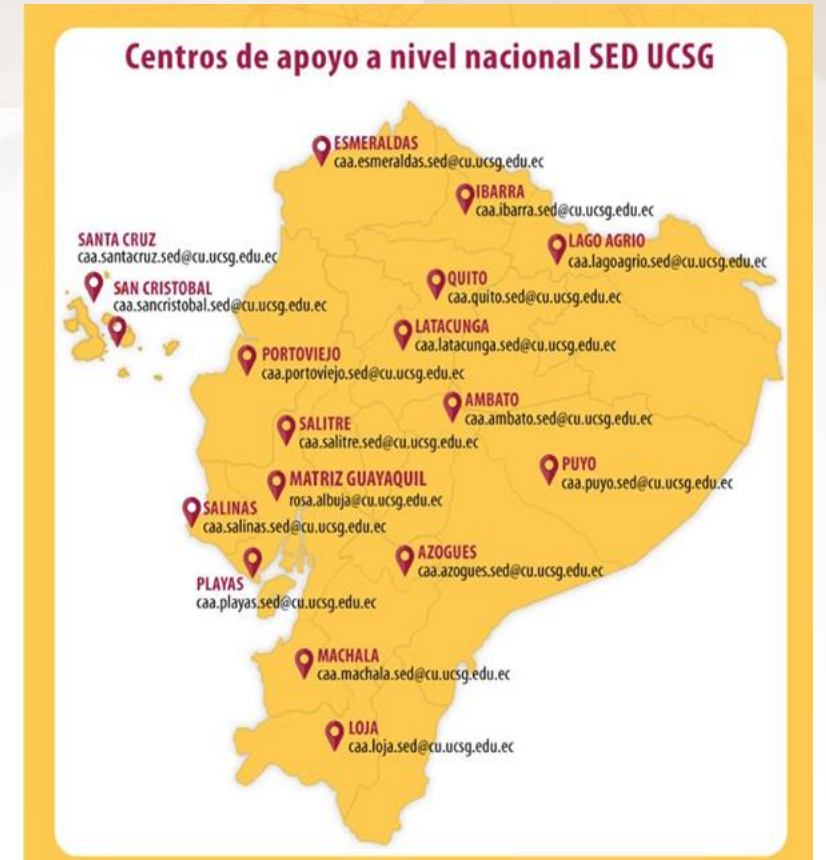 Centros de apoyo a nivel nacional SED UCSG
ESMERALDAS
caa.esmeraldas.sed@cu.ucsg.edu.ec
IBARRA
caa.ibarra.sed@cu.ucsg.edu.ec
SANTA CRUZ
caa.santacruz.sed@cu.ucsg.edu.ec
LAGO AGRIO
caa.lagoagrio.sed@cu.ucsg.edu.ec
SAN CRISTOBAL
caa.sancristobal.sed@cu.ucsg.edu.ec
QUITO
caa.quito.sed@cu.ucsg.edu.ec
LATACUNGA
caa.latacunga.sed@cu.ucsg.edu.ec
PORTOVIEJO
caa.portoviejo.sed@cu.ucsg.edu.ec
AMBATO
caa.ambato.sed@cu.ucsg.edu.ec
SALITRE
caa.salitre.sed@cu.ucsg.edu.ec
PUYO
caa.puyo.sed@cu.ucsg.edu.ec
MATRIZ GUAYAQUIL
rosa.albuja@cu.ucsg.edu.ec
SALINAS
caa.salinas.sed@cu.ucsg.edu.ec
AZOGUES
caa.azogues.sed@cu.ucsg.edu.ec
PLAYAS
caa.playas.sed@cu.ucsg.edu.ec
MACHALA
caa.machala.sed@cu.ucsg.edu.ec
LOJA
caa.loja.sed@cu.ucsg.edu.ec